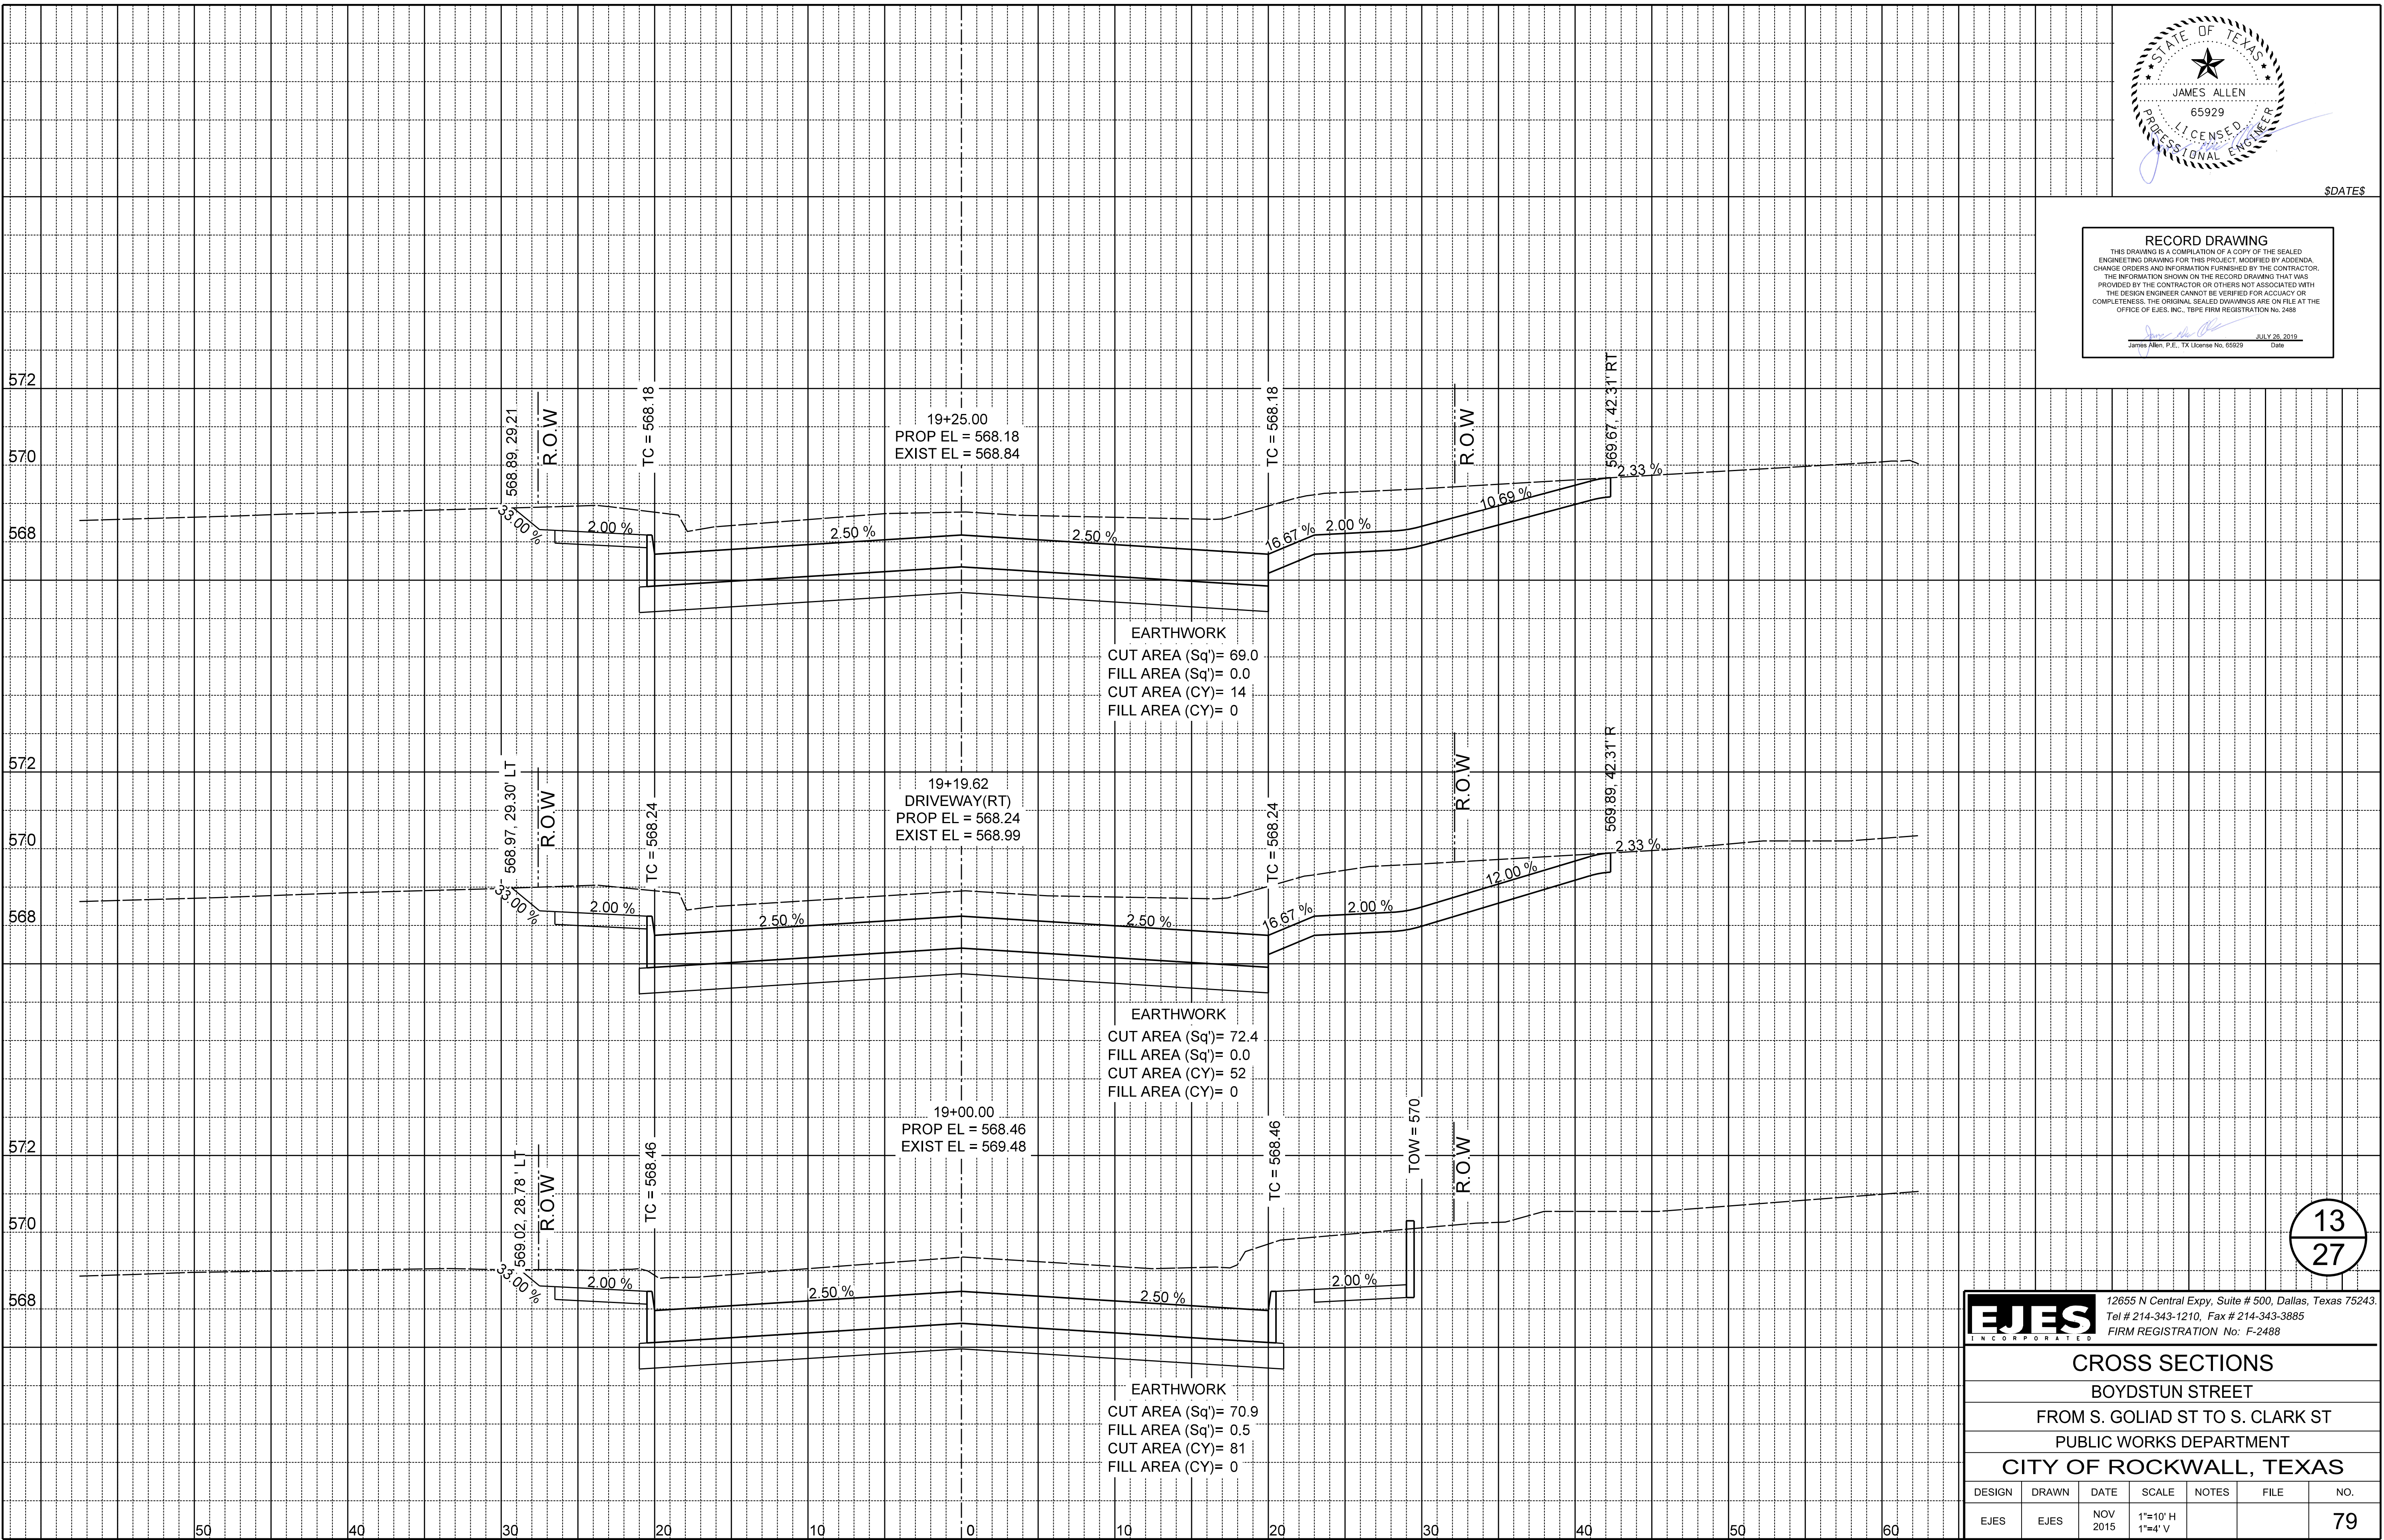 STATE OF TEXAS
JAMES ALLEN
65929
LICENSED
PROFESSIONAL ENGINEER
$DATE$
RECORD DRAWING
THIS DRAWING IS A COMPILATION OF A COPY OF THE SEALED
ENGINEETING DRAWING FOR THIS PROJECT, MODIFIED BY ADDENDA.
CHANGE ORDERS AND INFORMATION FURNISHED BY THE CONTRACTOR.
THE INFORMATION SHOWN ON THE RECORD DRAWING THAT WAS
PROVIDED BY THE CONTRACTOR OR OTHERS NOT ASSOCIATED WITH
THE DESIGN ENGINEER CANNOT BE VERIFIED FOR ACCUACY OR
COMPLETENESS. THE ORIGINAL SEALED DWAWINGS ARE ON FILE AT THE
OFFICE OF EJES. INC., TBPE FIRM REGISTRATION No. 2488
JULY 26, 2019
James Allen, P.E., TX License No, 65929 Date
572
570
568
568.89, 29.21
R.O.W
TC = 568.18
19+25.00
PROP EL = 568.18
EXIST EL = 568.84
TC = 568.18
R.O.W
569.67, 42.31' RT
33.00 %
2.00 %
2.50 %
2.50 %
16.67 %
2.00 %
10.69 %
2.33 %
EARTHWORK
CUT AREA (Sq')= 69.0
FILL AREA (Sq')= 0.0
CUT AREA (CY)= 14
FILL AREA (CY)= 0
572
570
568
568.97, 29.30' LT
R.O.W
TC = 568.24
19+19.62
DRIVEWAY(RT)
PROP EL = 568.24
EXIST EL = 568.99
TC = 568.24
R.O.W
569.89, 42.31' R
33.00 %
2.00 %
2.50 %
2.50 %
16.67 %
2.00 %
12.00 %
2.33 %
EARTHWORK
CUT AREA (Sq')= 72.4
FILL AREA (Sq')= 0.0
CUT AREA (CY)= 52
FILL AREA (CY)= 0
572
570
568
569.02, 28.78 ' LT
R.O.W
TC = 568.46
19+00.00
PROP EL = 568.46
EXIST EL = 569.48
TC = 568.46
TOW = 570
R.O.W
33.00 %
2.00 %
2.50 %
2.50 %
2.00 %
EARTHWORK
CUT AREA (Sq')= 70.9
FILL AREA (Sq')= 0.5
CUT AREA (CY)= 81
FILL AREA (CY)= 0
50 40 30 20 10 0 10 20 30 40 50 60
13
27
EJES
INCORPORATED
12655 N Central Expy, Suite # 500, Dallas, Texas 75243.
Tel # 214-343-1210, Fax # 214-343-3885
FIRM REGISTRATION No: F-2488
CROSS SECTIONS
BOYDSTUN STREET
FROM S. GOLIAD ST TO S. CLARK ST
PUBLIC WORKS DEPARTMENT
CITY OF ROCKWALL, TEXAS
DESIGN DRAWN DATE SCALE NOTES FILE NO.
EJES EJES NOV 2015 1"=10' H 1"=4' V 79